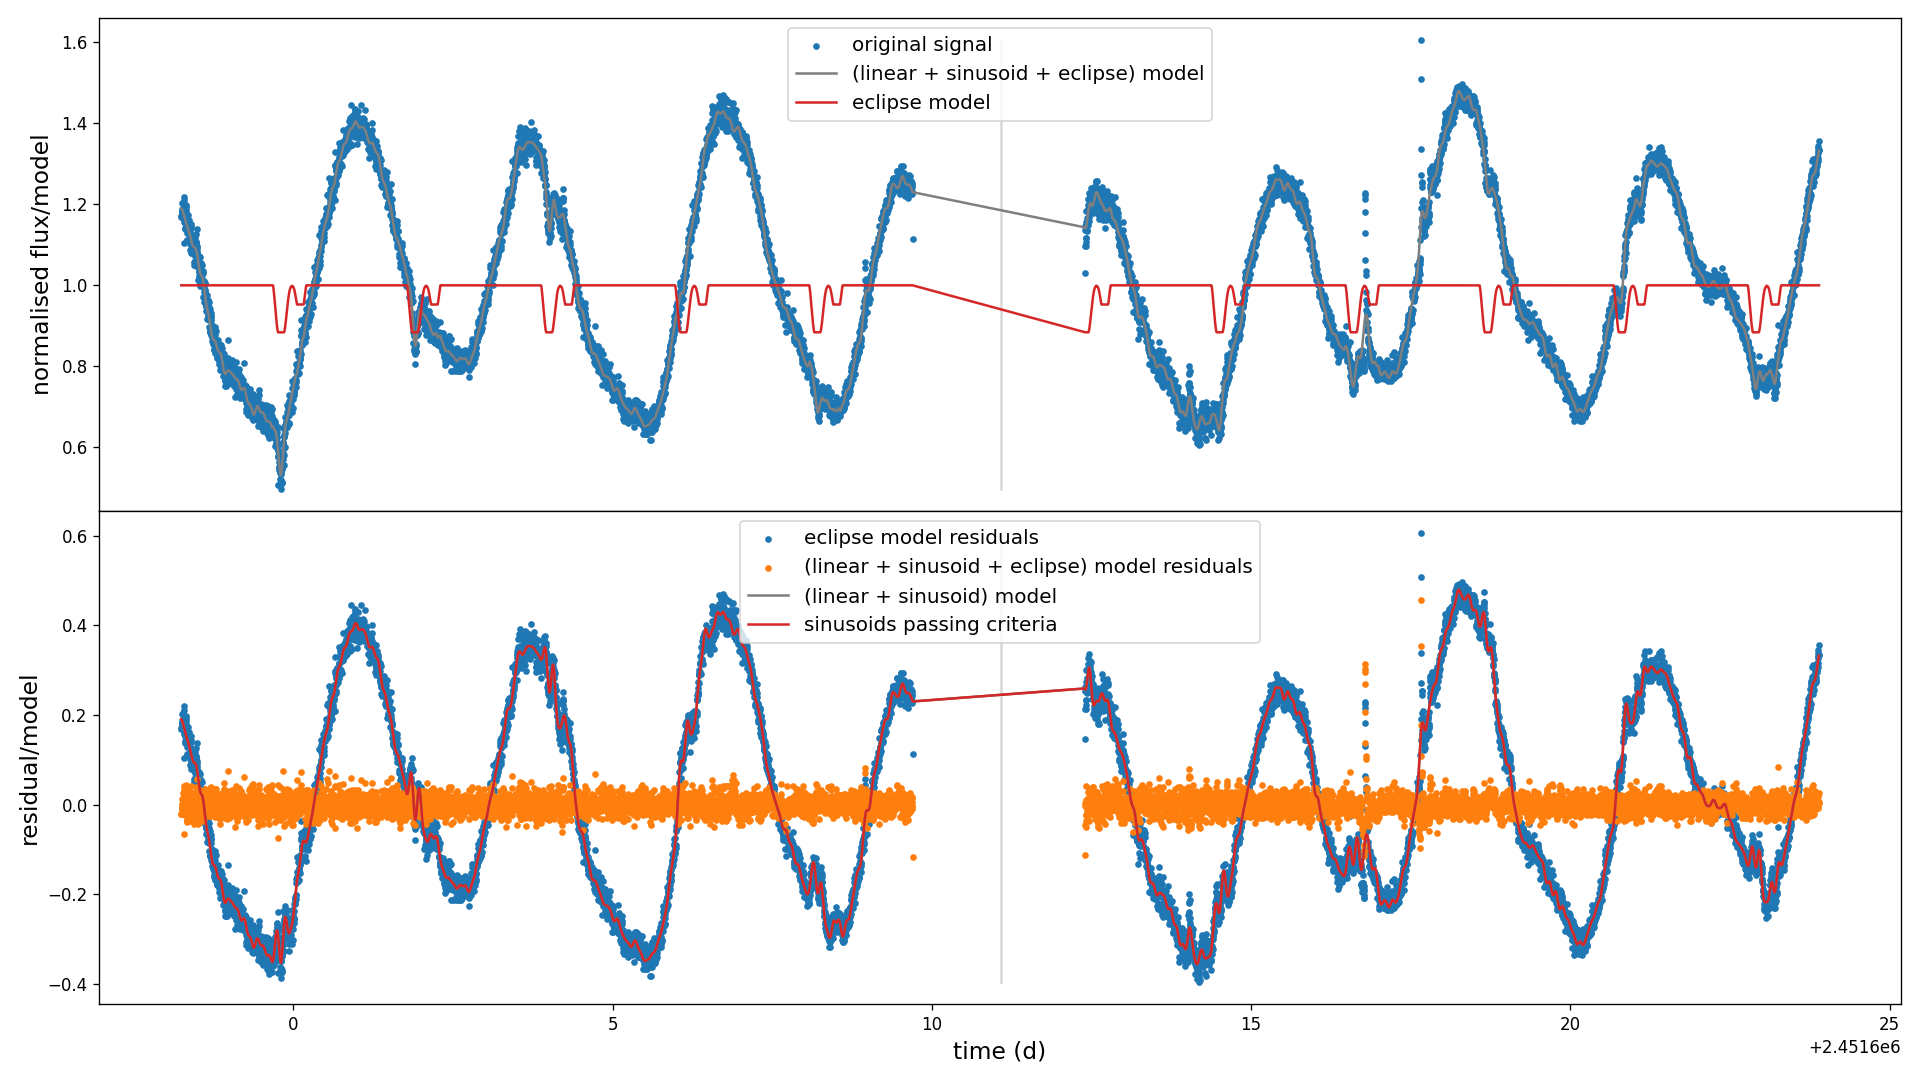 original signal
(linear + sinusoid + eclipse) model
eclipse model
normalised flux/model
1.6
1.4
1.2
1.0
0.8
0.6
eclipse model residuals
(linear + sinusoid + eclipse) model residuals
(linear + sinusoid) model
sinusoids passing criteria
residual/model
0.6
0.4
0.2
0.0
−0.2
−0.4
0
5
10
15
20
25
time (d)
+2.4516e6